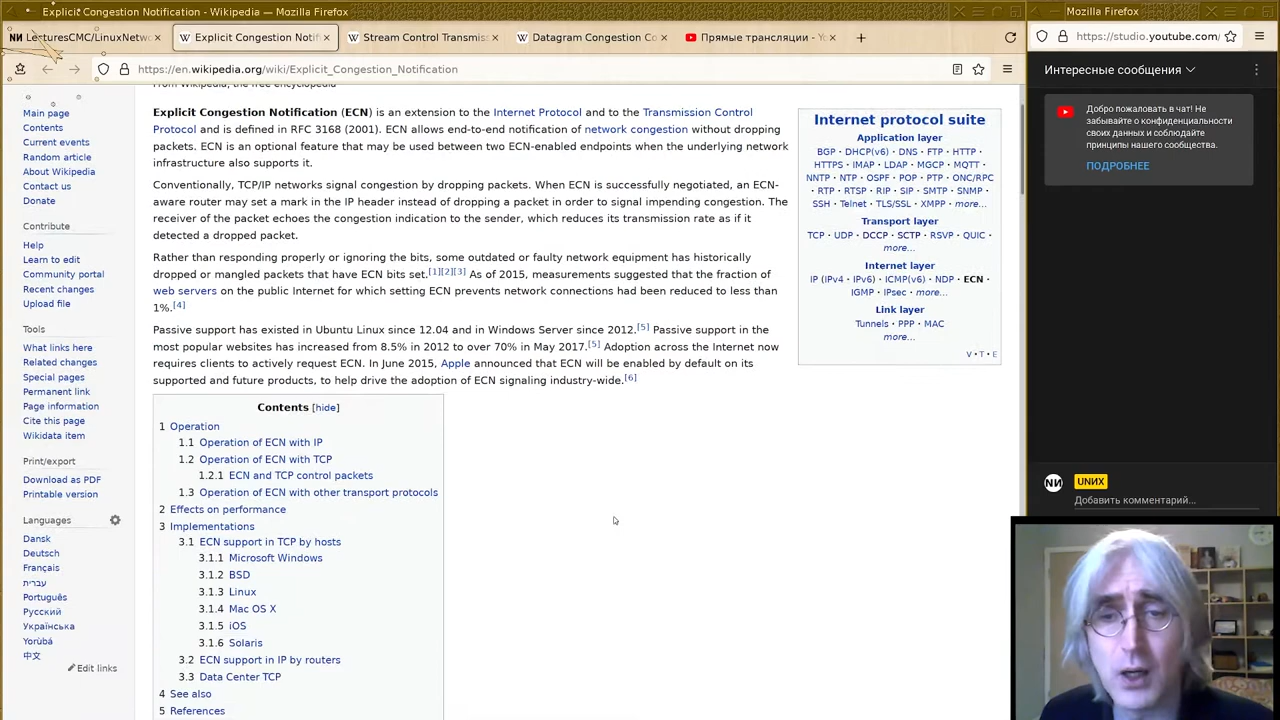 Explicit Congestion Notification - Wikipedia — Mozilla Firefox
Mozilla Firefox
LecturesCMC/LinuxNetw
Explicit Congestion Notifi
Stream Control Transmiss
Datagram Congestion Co
Прямые трансляции - Yo
https://en.wikipedia.org/wiki/Explicit_Congestion_Notification
https://studio.youtube.com/
From Wikipedia, the free encyclopedia
Main page
Contents
Current events
Random article
About Wikipedia
Contact us
Donate
Contribute
Help
Learn to edit
Community portal
Recent changes
Upload file
Tools
What links here
Related changes
Special pages
Permanent link
Page information
Cite this page
Wikidata item
Print/export
Download as PDF
Printable version
Languages
Dansk
Deutsch
Français
עברית
Português
Русский
Українська
Yorùbá
中文
Edit links
Explicit Congestion Notification (ECN) is an extension to the Internet Protocol and to the Transmission Control
Protocol and is defined in RFC 3168 (2001). ECN allows end-to-end notification of network congestion without dropping
packets. ECN is an optional feature that may be used between two ECN-enabled endpoints when the underlying network
infrastructure also supports it.
Conventionally, TCP/IP networks signal congestion by dropping packets. When ECN is successfully negotiated, an ECN-
aware router may set a mark in the IP header instead of dropping a packet in order to signal impending congestion. The
receiver of the packet echoes the congestion indication to the sender, which reduces its transmission rate as if it
detected a dropped packet.
Rather than responding properly or ignoring the bits, some outdated or faulty network equipment has historically
dropped or mangled packets that have ECN bits set.[1][2][3] As of 2015, measurements suggested that the fraction of
web servers on the public Internet for which setting ECN prevents network connections had been reduced to less than
1%.[4]
Passive support has existed in Ubuntu Linux since 12.04 and in Windows Server since 2012.[5] Passive support in the
most popular websites has increased from 8.5% in 2012 to over 70% in May 2017.[5] Adoption across the Internet now
requires clients to actively request ECN. In June 2015, Apple announced that ECN will be enabled by default on its
supported and future products, to help drive the adoption of ECN signaling industry-wide.[6]
Contents [hide]
1 Operation
1.1 Operation of ECN with IP
1.2 Operation of ECN with TCP
1.2.1 ECN and TCP control packets
1.3 Operation of ECN with other transport protocols
2 Effects on performance
3 Implementations
3.1 ECN support in TCP by hosts
3.1.1 Microsoft Windows
3.1.2 BSD
3.1.3 Linux
3.1.4 Mac OS X
3.1.5 iOS
3.1.6 Solaris
3.2 ECN support in IP by routers
3.3 Data Center TCP
4 See also
5 References
Internet protocol suite
Application layer
BGP · DHCP(v6) · DNS · FTP · HTTP ·
HTTPS · IMAP · LDAP · MGCP · MQTT ·
NNTP · NTP · OSPF · POP · PTP · ONC/RPC
· RTP · RTSP · RIP · SIP · SMTP · SNMP ·
SSH · Telnet · TLS/SSL · XMPP · more...
Transport layer
TCP · UDP · DCCP · SCTP · RSVP · QUIC ·
more...
Internet layer
IP (IPv4 · IPv6) · ICMP(v6) · NDP · ECN ·
IGMP · IPsec · more...
Link layer
Tunnels · PPP · MAC
more...
V · T · E
Интересные сообщения
Добро пожаловать в чат! Не
забывайте о конфиденциальности
своих данных и соблюдайте
принципы нашего сообщества.
ПОДРОБНЕЕ
UNИX
Добавить комментарий...